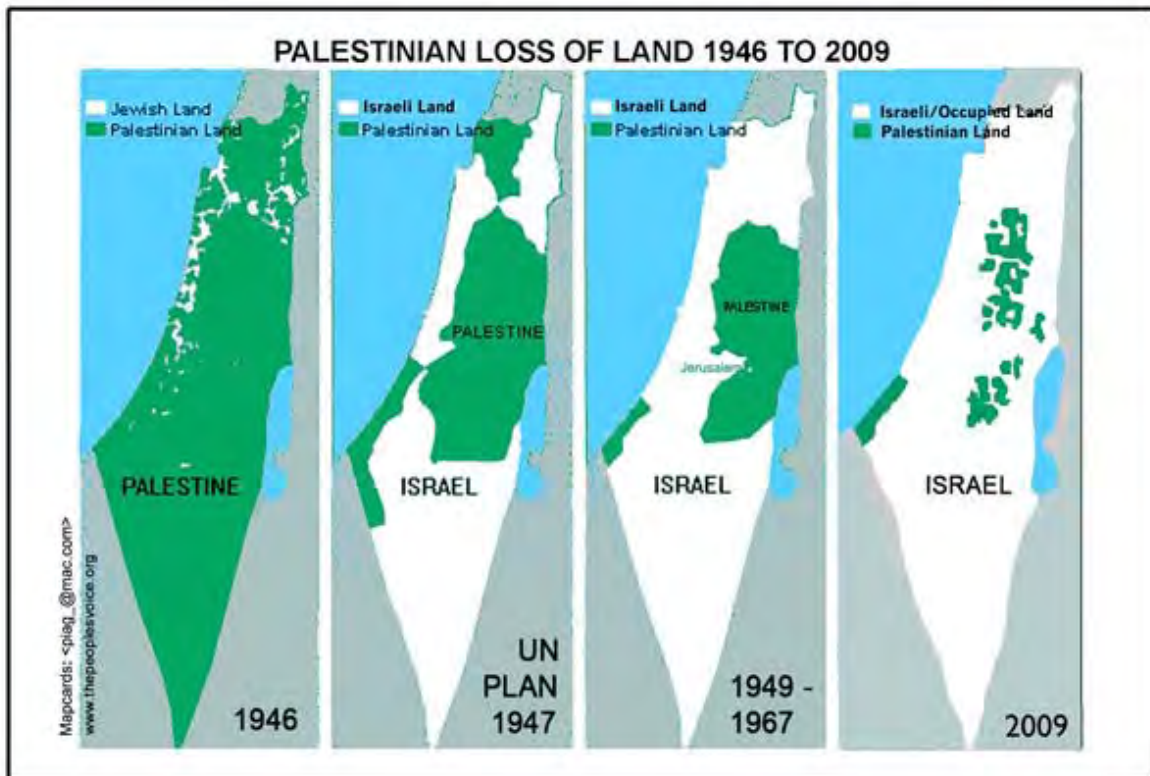 PALESTINIAN LOSS OF LAND 1946 TO 2009
Jewish Land
Palestinian Land
PALESTINE
1946
Israeli Land
Palestinian Land
PALESTINE
ISRAEL
UN
PLAN
1947
Israeli Land
Palestinian Land
PALESTINE
Jerusalem
ISRAEL
1949 -
1967
Israeli/Occupied Land
Palestinian Land
ISRAEL
2009
Mapcards: <piag_@mac.com>
www.thepeoplesvoice.org